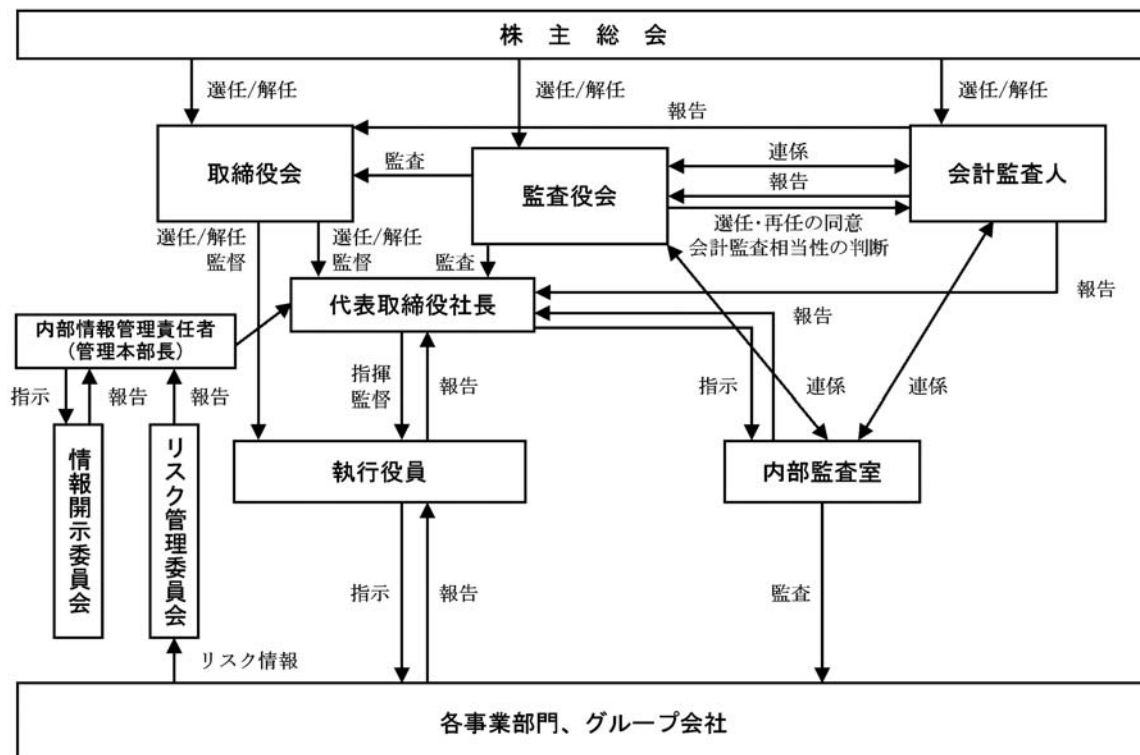 株主総会
選任/解任
選任/解任
選任/解任
報告
取締役会
監査
監査役会
連係
報告
会計監査人
選任・再任の同意
会計監査相当性の判断
選任/解任
監督
選任/解任
監督
監査
代表取締役社長
報告
報告
内部情報管理責任者
（管理本部長）
指示
報告
報告
指揮
監督
報告
指示
連係
連係
情報開示委員会
リスク管理委員会
執行役員
内部監査室
指示
報告
監査
リスク情報
各事業部門、グループ会社